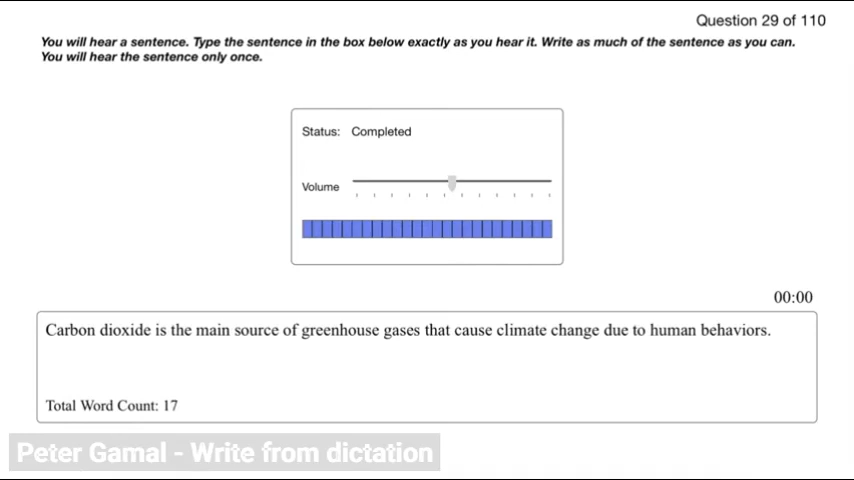 Question 29 of 110
You will hear a sentence. Type the sentence in the box below exactly as you hear it. Write as much of the sentence as you can.
You will hear the sentence only once.
Status: Completed
Volume
00:00
Carbon dioxide is the main source of greenhouse gases that cause climate change due to human behaviors.
Total Word Count: 17
Peter Gamal - Write from dictation